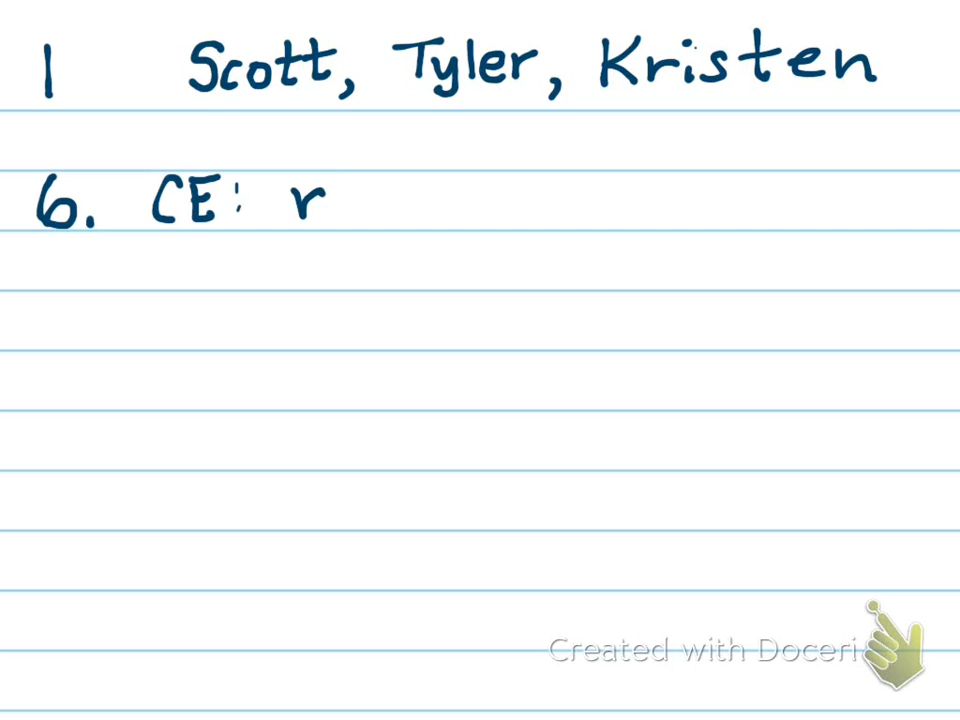 1 Scott, Tyler, Kristen
6. CE: r
Created with Doceri